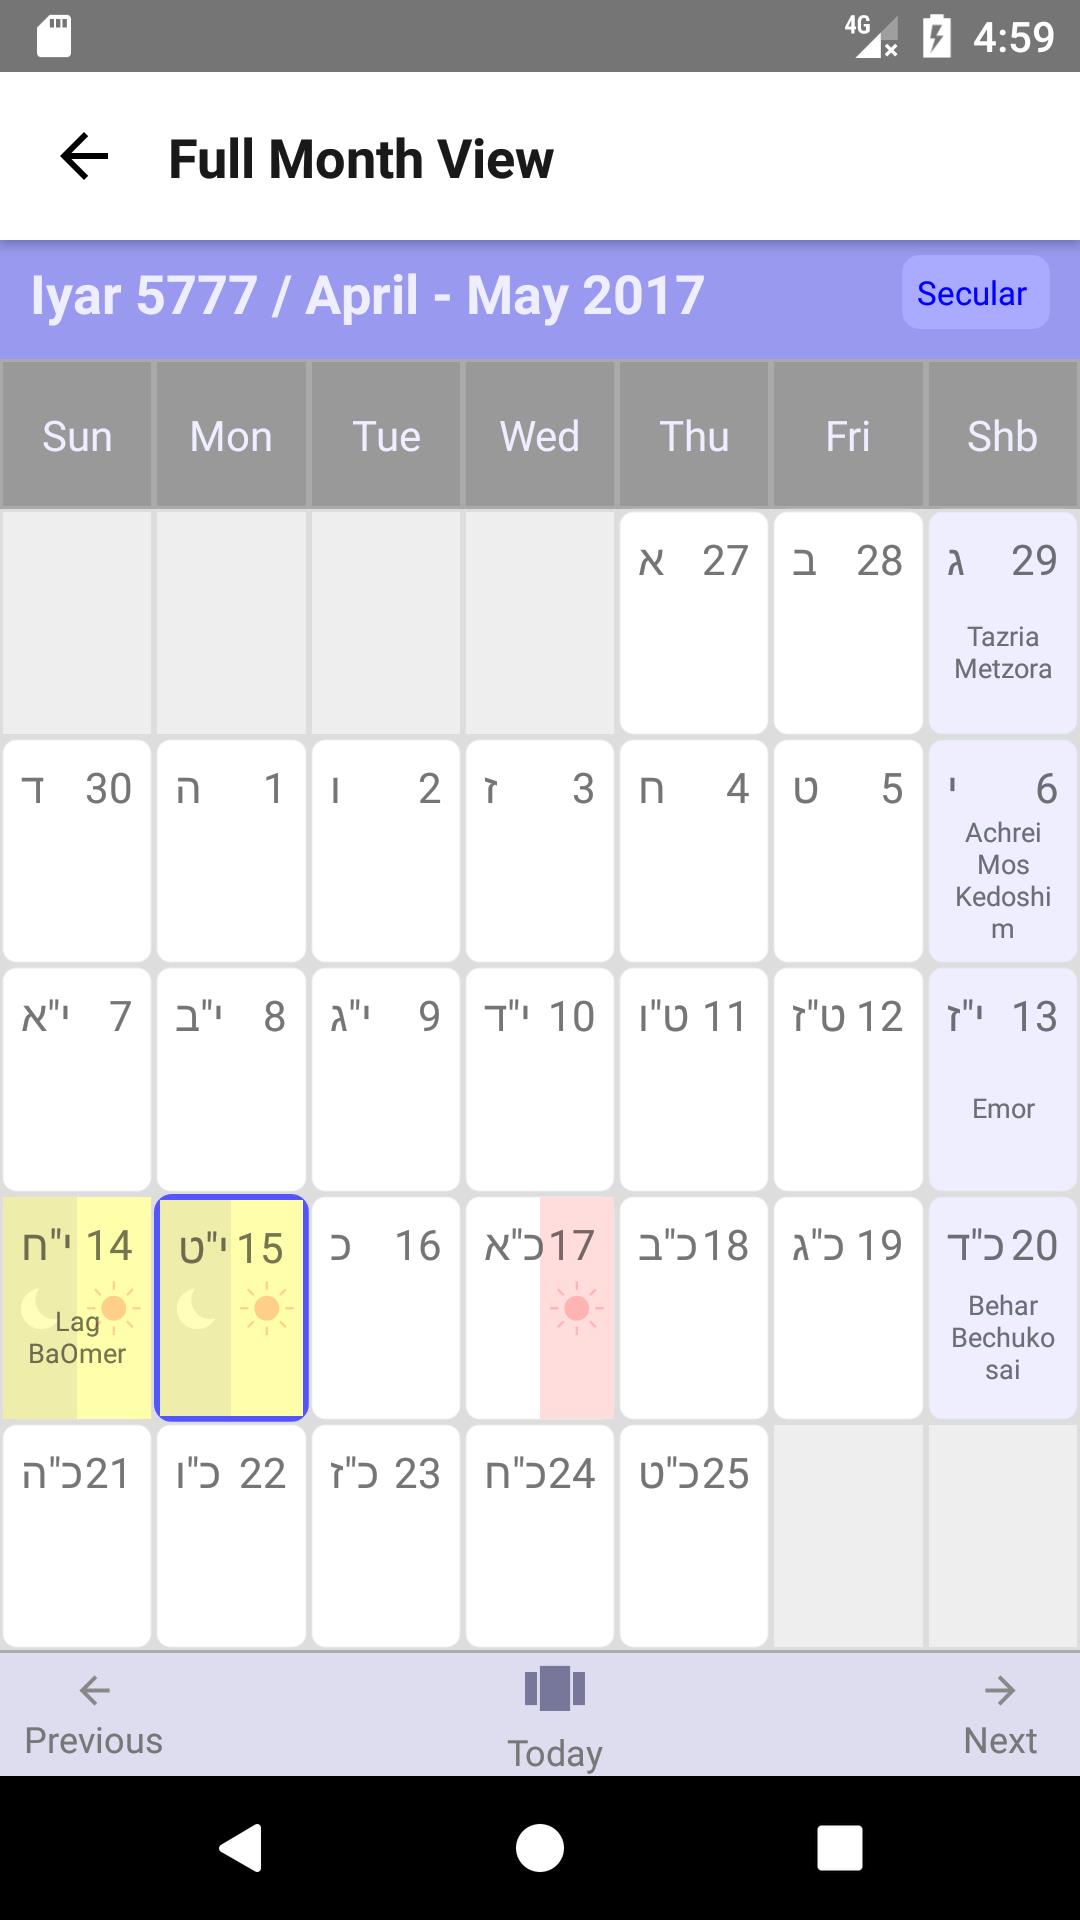 4G 4:59
Full Month View
Iyar 5777 / April - May 2017 Secular
Sun Mon Tue Wed Thu Fri Shb
א 27 ב 28 ג 29
Tazria
Metzora
ד 30 ה 1 ו 2 ז 3 ח 4 ט 5 י 6
Achrei
Mos
Kedoshi
m
י"א 7 י"ב 8 י"ג 9 י"ד 10 ט"ו 11 ט"ז 12 י"ז 13
Emor
י"ח 14 י"ט 15 כ 16 כ"א 17 כ"ב 18 כ"ג 19 כ"ד 20
Lag
BaOmer
Behar
Bechuko
sai
כ"ה 21 כ"ו 22 כ"ז 23 כ"ח 24 כ"ט 25
Previous Today Next